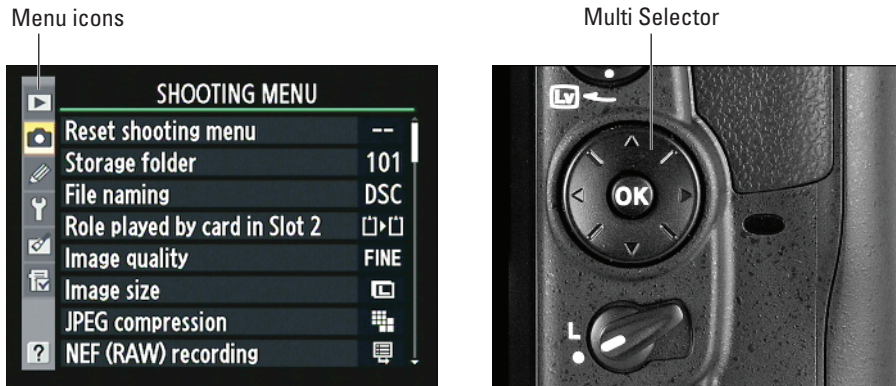 Menu icons
Multi Selector
SHOOTING MENU
Reset shooting menu --
Storage folder 101
File naming DSC
Role played by card in Slot 2
Image quality FINE
Image size L
JPEG compression
NEF (RAW) recording
?
Lv
OK
L